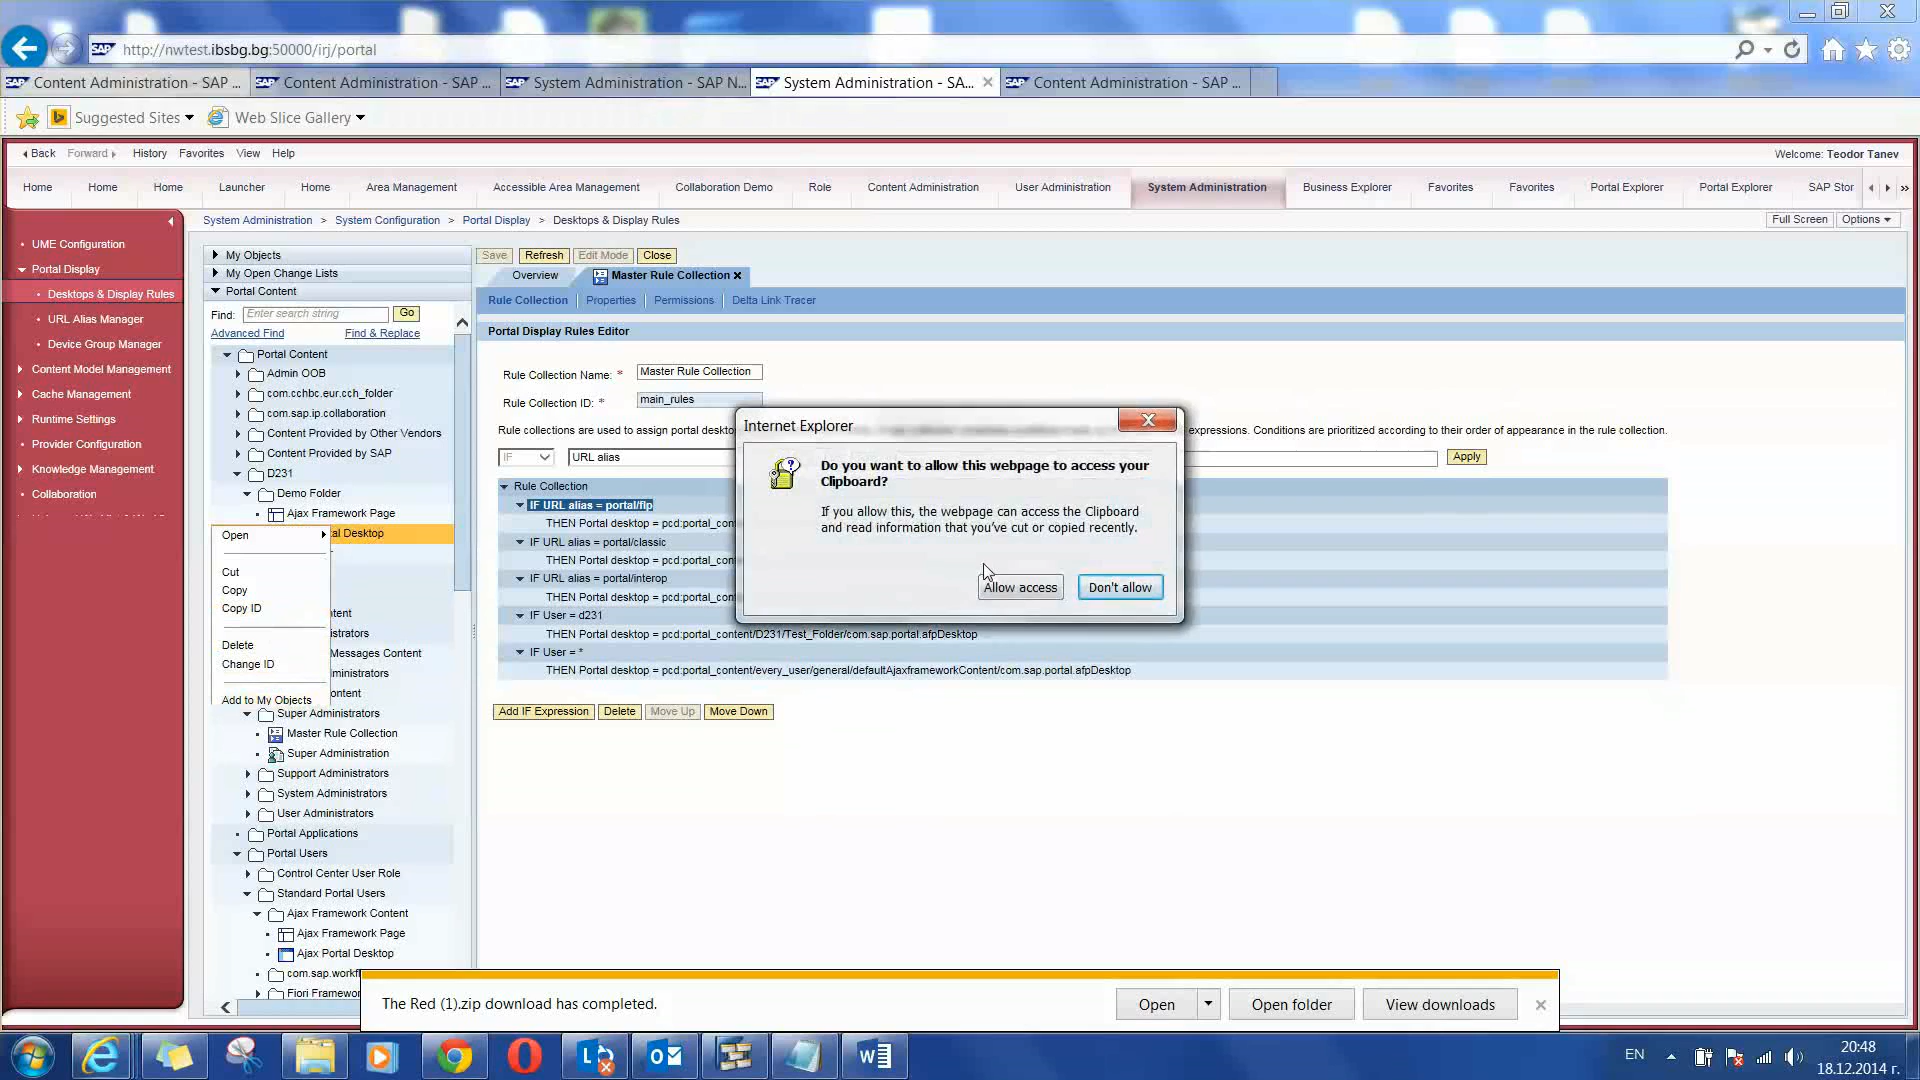 http://nwtest.ibsbg.bg:50000/irj/portal
Content Administration - SAP ...
Content Administration - SAP ...
System Administration - SAP N...
System Administration - SA...
Content Administration - SAP ...
Suggested Sites
Web Slice Gallery
Back Forward History Favorites View Help
Welcome: Teodor Tanev
Home Home Home Launcher Home Area Management Accessible Area Management Collaboration Demo Role Content Administration User Administration System Administration Business Explorer Favorites Favorites Portal Explorer Portal Explorer SAP Stor
System Administration > System Configuration > Portal Display > Desktops & Display Rules
Full Screen Options
UME Configuration
Portal Display
Desktops & Display Rules
URL Alias Manager
Device Group Manager
Content Model Management
Cache Management
Runtime Settings
Provider Configuration
Knowledge Management
Collaboration
My Objects
My Open Change Lists
Portal Content
Find: Enter search string Go
Advanced Find Find & Replace
Portal Content
Admin OOB
com.cchbc.eur.cch_folder
com.sap.ip.collaboration
Content Provided by Other Vendors
Content Provided by SAP
D231
Demo Folder
Ajax Framework Page
al Desktop
Open
Cut
Copy
Copy ID
Delete
Change ID
Add to My Objects
ntent
istrators
Messages Content
ministrators
ontent
Super Administrators
Master Rule Collection
Super Administration
Support Administrators
System Administrators
User Administrators
Portal Applications
Portal Users
Control Center User Role
Standard Portal Users
Ajax Framework Content
Ajax Framework Page
Ajax Portal Desktop
com.sap.workfl
Fiori Framewor
Save Refresh Edit Mode Close
Overview Master Rule Collection
Rule Collection Properties Permissions Delta Link Tracer
Portal Display Rules Editor
Rule Collection Name: * Master Rule Collection
Rule Collection ID: * main_rules
Rule collections are used to assign portal deskto
expressions. Conditions are prioritized according to their order of appearance in the rule collection.
IF URL alias Apply
Rule Collection
IF URL alias = portal/flp
THEN Portal desktop = pcd:portal_con
IF URL alias = portal/classic
THEN Portal desktop = pcd:portal_con
IF URL alias = portal/interop
THEN Portal desktop = pcd:portal_con
IF User = d231
THEN Portal desktop = pcd:portal_content/D231/Test_Folder/com.sap.portal.afpDesktop
IF User = *
THEN Portal desktop = pcd:portal_content/every_user/general/defaultAjaxframeworkContent/com.sap.portal.afpDesktop
Add IF Expression Delete Move Up Move Down
Internet Explorer
Do you want to allow this webpage to access your
Clipboard?
If you allow this, the webpage can access the Clipboard
and read information that you've cut or copied recently.
Allow access Don't allow
The Red (1).zip download has completed.
Open Open folder View downloads
EN
20:48
18.12.2014 г.